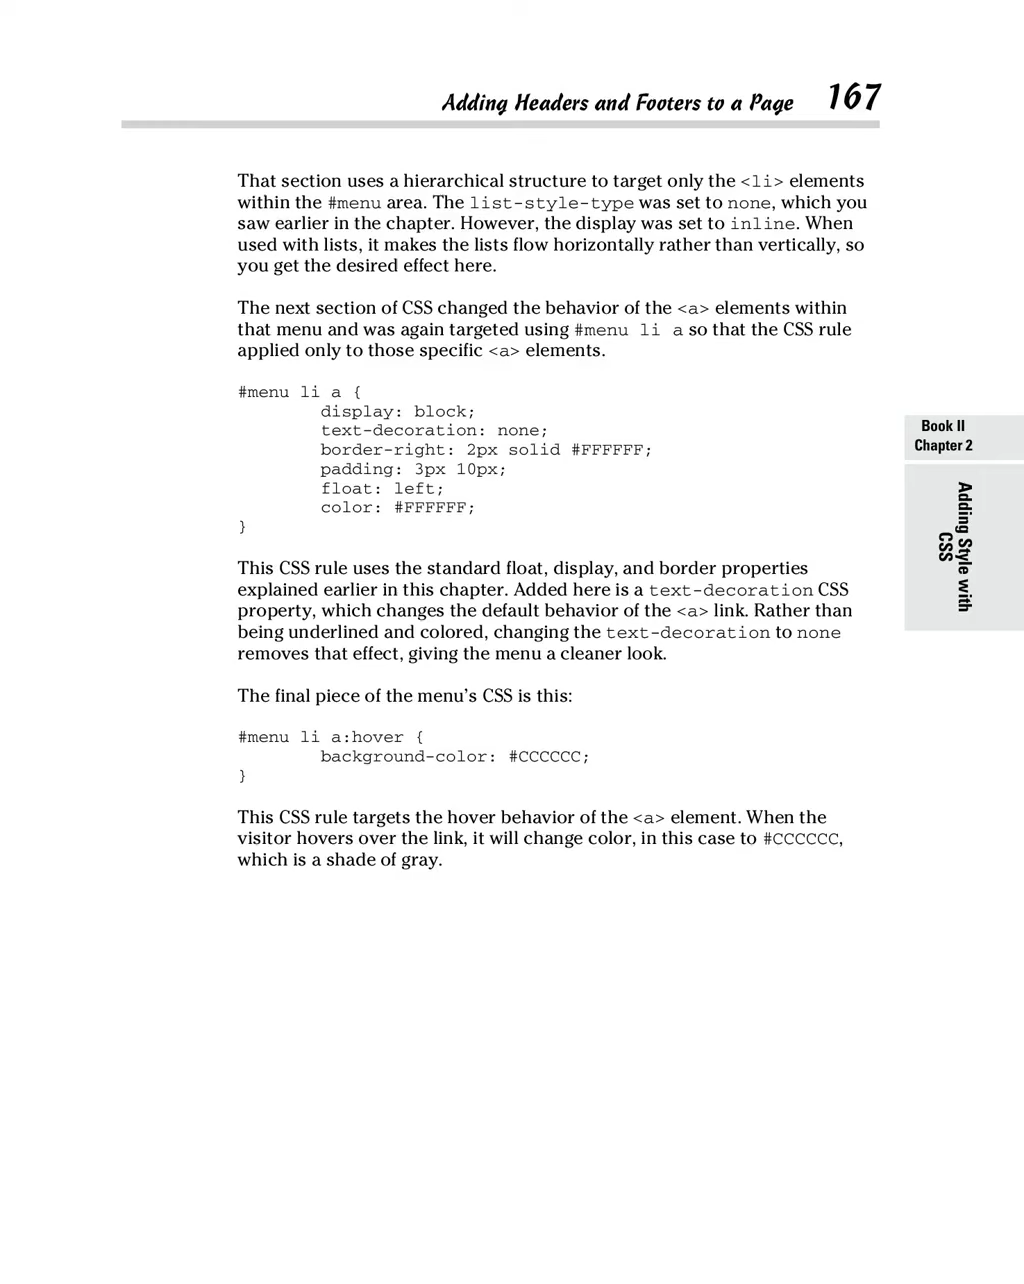 Adding Headers and Footers to a Page 167
That section uses a hierarchical structure to target only the <li> elements
within the #menu area. The list-style-type was set to none, which you
saw earlier in the chapter. However, the display was set to inline. When
used with lists, it makes the lists flow horizontally rather than vertically, so
you get the desired effect here.
The next section of CSS changed the behavior of the <a> elements within
that menu and was again targeted using #menu li a so that the CSS rule
applied only to those specific <a> elements.
#menu li a {
display: block;
text-decoration: none;
border-right: 2px solid #FFFFFF;
padding: 3px 10px;
float: left;
color: #FFFFFF;
}
This CSS rule uses the standard float, display, and border properties
explained earlier in this chapter. Added here is a text-decoration CSS
property, which changes the default behavior of the <a> link. Rather than
being underlined and colored, changing the text-decoration to none
removes that effect, giving the menu a cleaner look.
The final piece of the menu's CSS is this:
#menu li a:hover {
background-color: #CCCCCC;
}
This CSS rule targets the hover behavior of the <a> element. When the
visitor hovers over the link, it will change color, in this case to #CCCCCC,
which is a shade of gray.
Book II
Chapter 2
Adding Style with
CSS